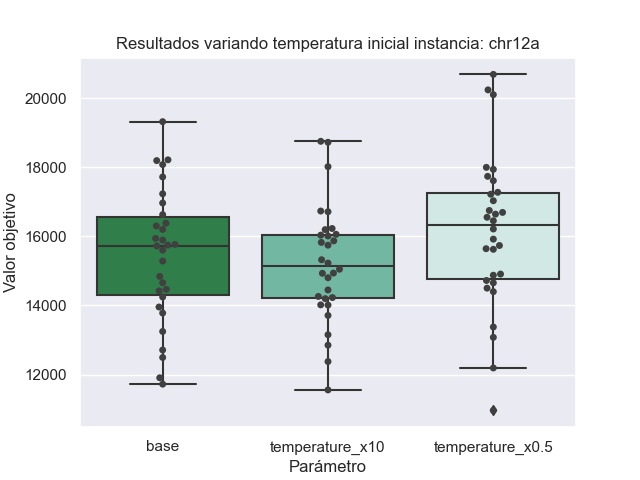 Resultados variando temperatura inicial instancia: chr12a
Valor objetivo
20000
18000
16000
14000
12000
base
temperature_x10
temperature_x0.5
Parámetro